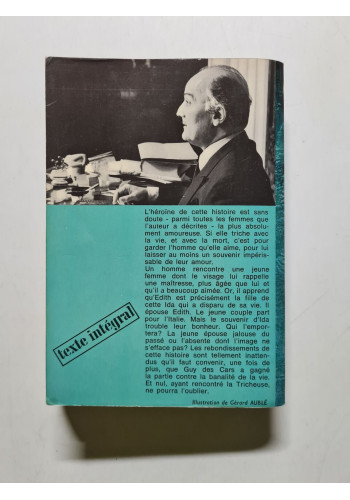 L'héroïne de cette histoire est sans
doute - parmi toutes les femmes que
l'auteur a décrites - la plus absolu-
ment amoureuse. Si elle triche avec
la vie, et avec la mort, c'est pour
garder l'homme qu'elle aime, pour lui
laisser au moins un souvenir impéris-
sable de leur amour.
Un homme rencontre une jeune
femme dont le visage lui rappelle
une maîtresse, plus âgée que lui et
qu'il a beaucoup aimée. Or, il apprend
qu'Edith est précisément la fille de
cette Ida qui a disparu de sa vie. Il
épouse Edith. Le jeune couple part
pour l'Italie. Mais le souvenir d'Ida
trouble leur bonheur. Qui l'empor-
tera? La jeune épouse jalouse du
passé ou l'absente dont l'image ne
s'efface pas? Les rebondissements de
cette histoire sont tellement inatten-
dus qu'il faut convenir, une fois de
plus, que Guy des Cars a gagné
la partie contre la banalité de la vie.
Et nul, ayant rencontré la Tricheuse,
ne pourra l'oublier.
texte intégral
Illustration de Gérard AUBLÉ